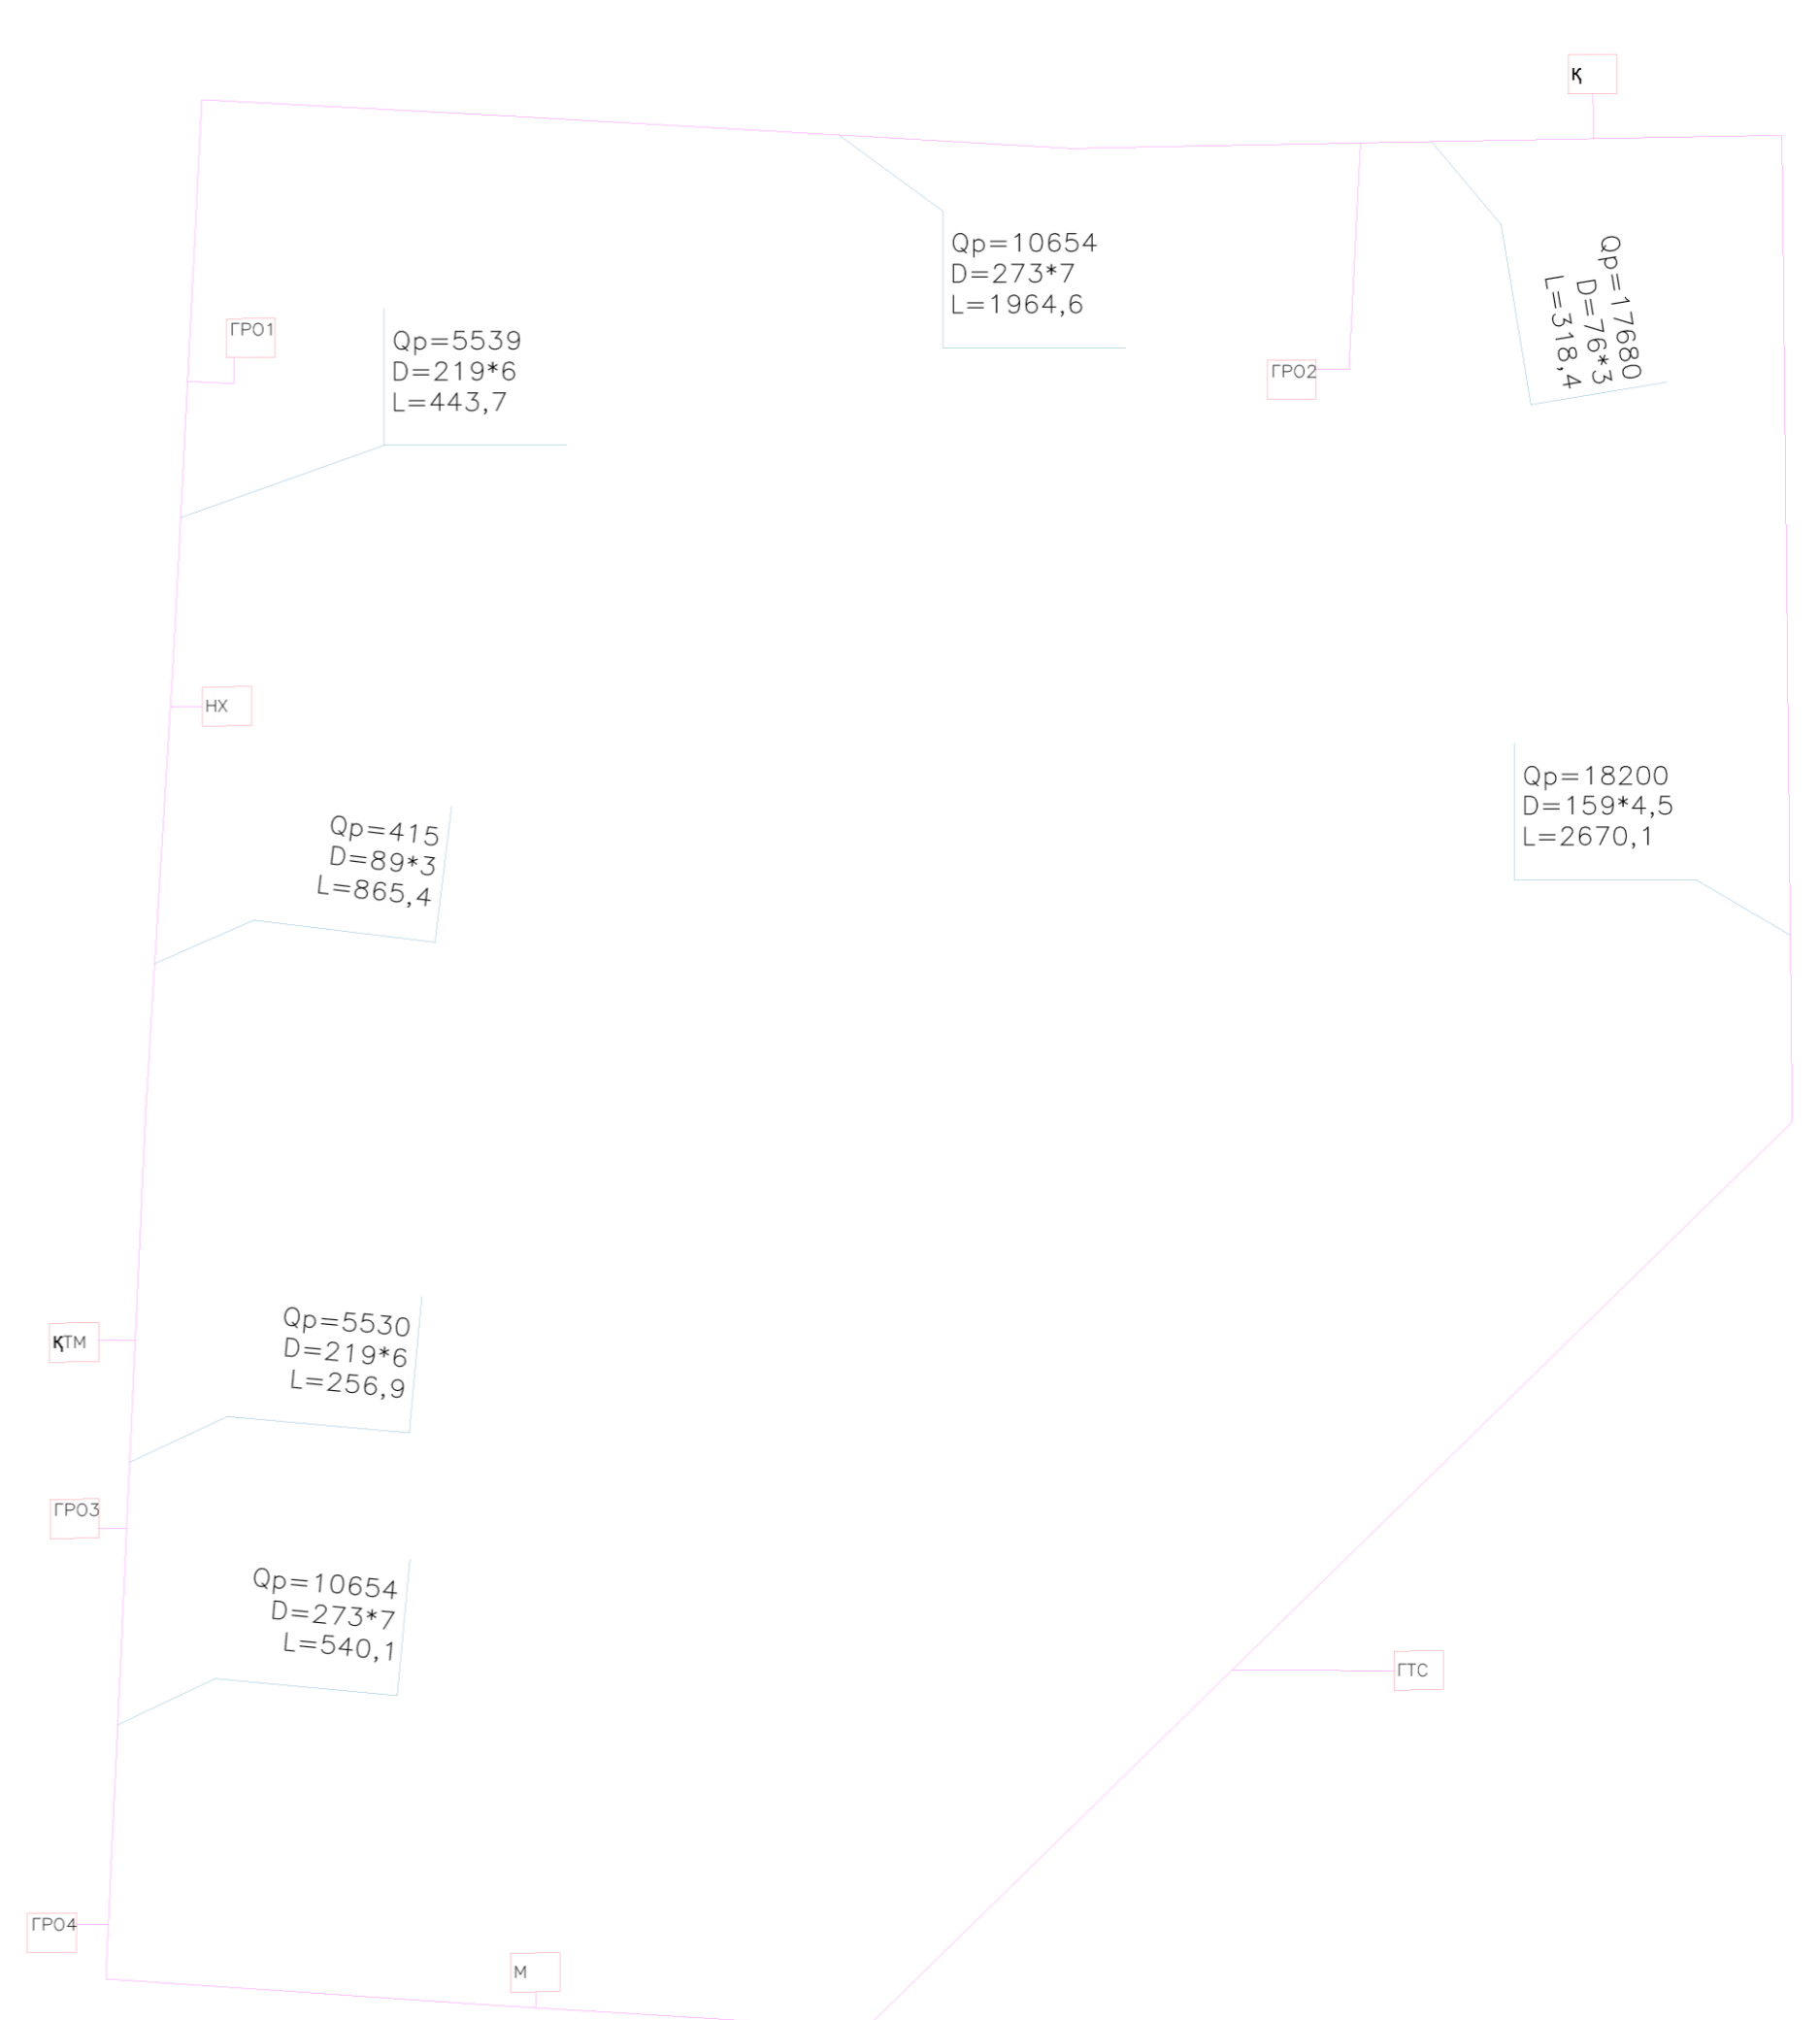 Қ
Qp=10654
D=273*7
L=1964,6
Qp=17680
D=76*3
L=318,4
ГРО1
Qp=5539
D=219*6
L=443,7
ГРО2
НХ
Qp=18200
D=159*4,5
L=2670,1
Qp=415
D=89*3
L=865,4
ҚТМ
Qp=5530
D=219*6
L=256,9
ГРО3
Qp=10654
D=273*7
L=540,1
ГТС
ГРО4
М